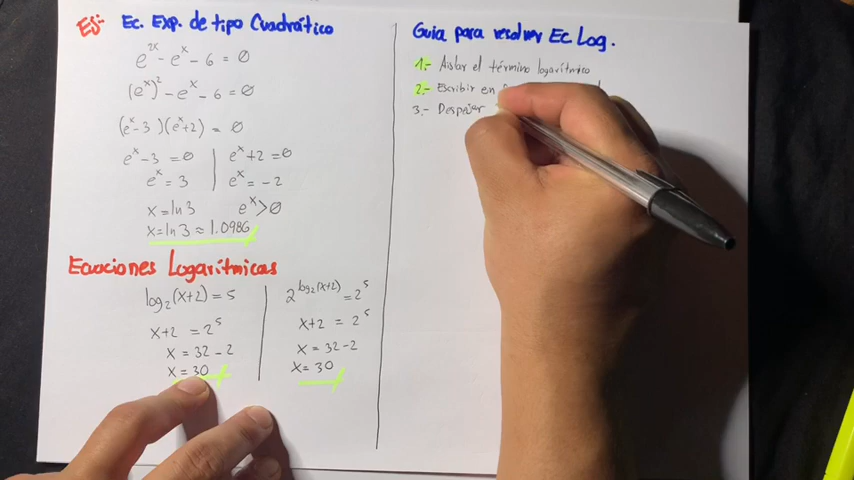 Ej:- Ec. Exp. de tipo Cuadrático
e^2x - e^x - 6 = 0
(e^x)^2 - e^x - 6 = 0
(e^x - 3)(e^x + 2) = 0
e^x - 3 = 0 | e^x + 2 = 0
e^x = 3 | e^x = -2
x = ln 3 e^x > 0
x = ln 3 ≈ 1.0986
Ecuaciones Logarítmicas
log_2(x+2) = 5
x+2 = 2^5
x = 32 - 2
x = 30
2^log_2(x+2) = 2^5
x+2 = 2^5
x = 32 - 2
x = 30
Guia para resolver Ec Log.
1.- Aislar el término logarítmico
2.- Escribir en
3.- Despejar